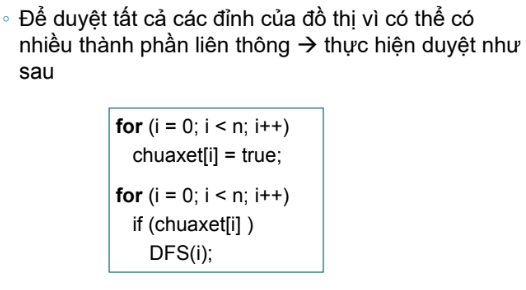 ◦ Để duyệt tất cả các đỉnh của đồ thị vì có thể có
nhiều thành phần liên thông → thực hiện duyệt như
sau
for (i = 0; i < n; i++)
chuaxet[i] = true;
for (i = 0; i < n; i++)
if (chuaxet[i] )
DFS(i);